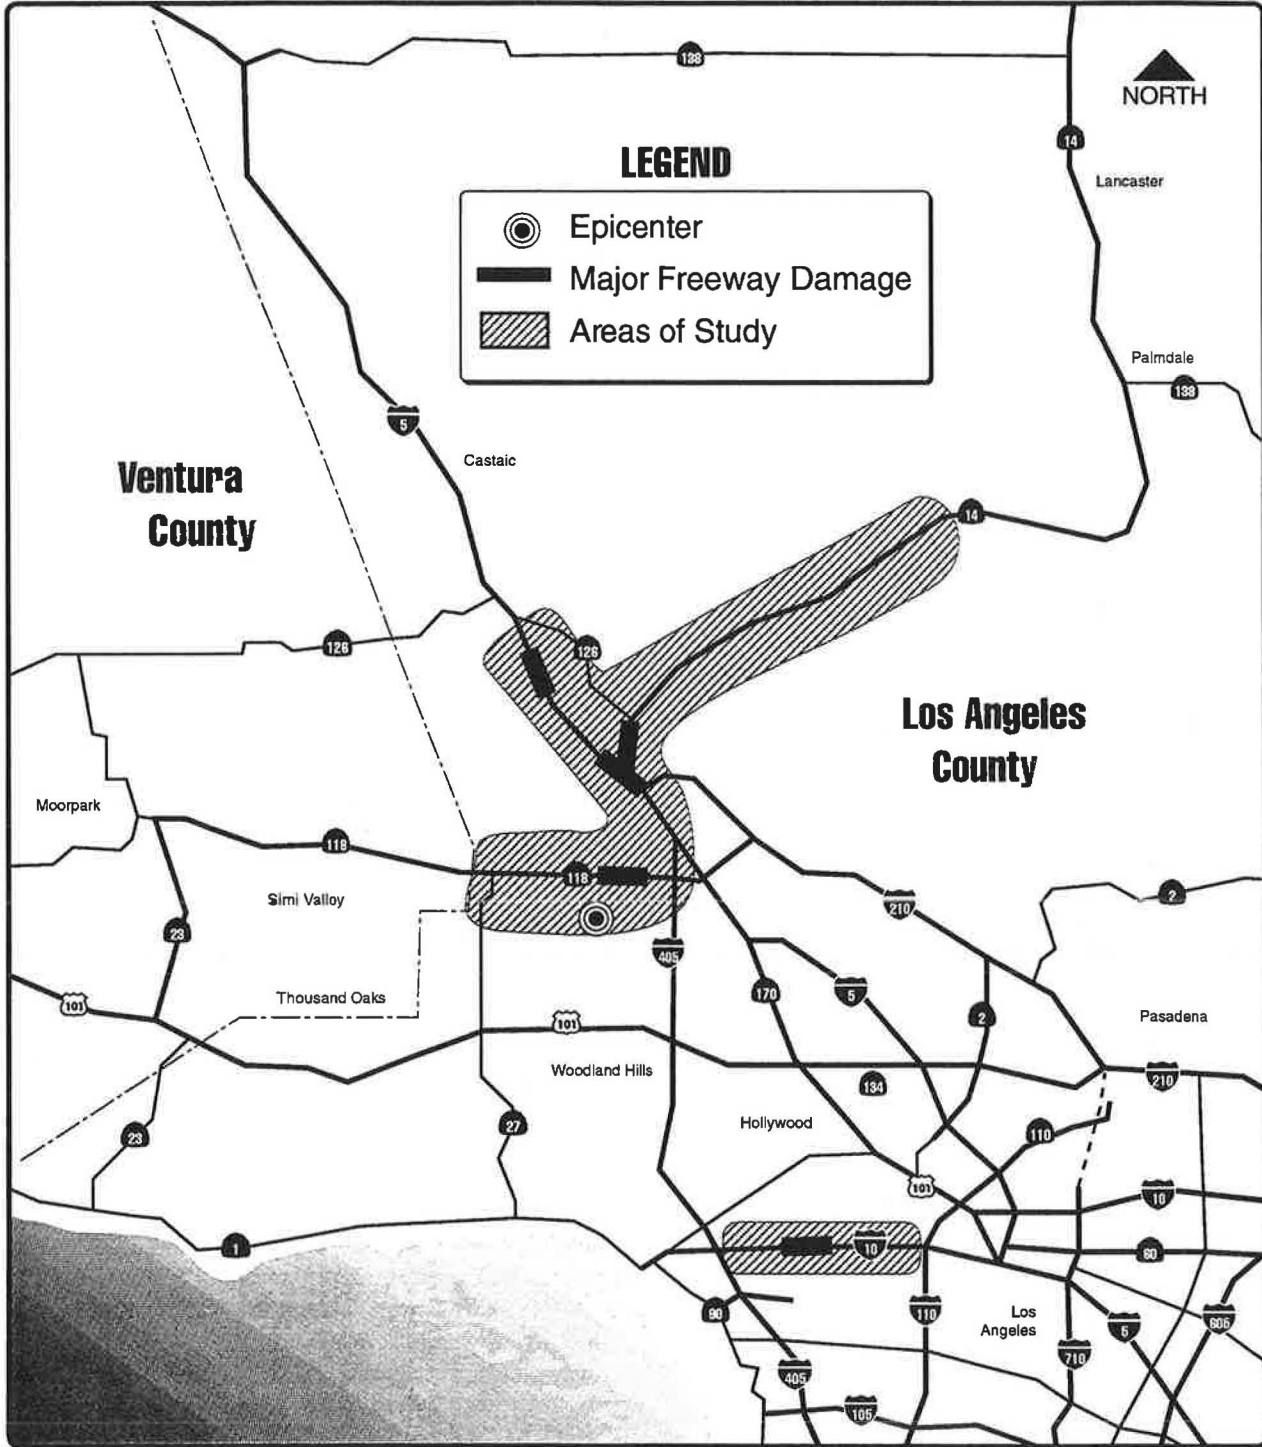 138
NORTH
14
LEGEND
Lancaster
Epicenter
Major Freeway Damage
Areas of Study
Palmdale
138
5
Castaic
Ventura
County
14
126
126
Los Angeles
County
Moorpark
118
118
Simi Valloy
2
210
23
405
5
170
101
Thousand Oaks
101
2
Pasadena
Woodland Hills
134
210
23
27
Hollywood
110
101
10
1
10
60
90
110
Los
Angeles
5
605
710
405
105